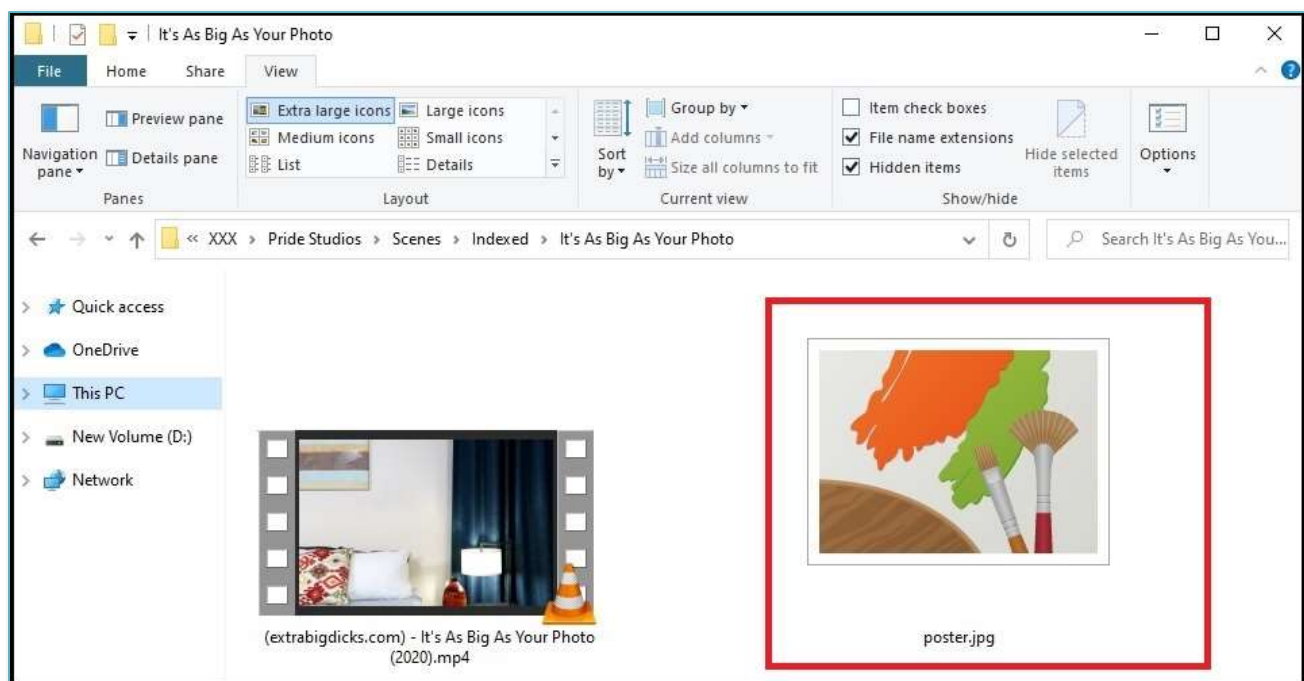 It's As Big As Your Photo
File Home Share View
Navigation pane
Preview pane
Details pane
Panes
Extra large icons Large icons
Medium icons Small icons
List Details
Layout
Sort by
Group by
Add columns
Size all columns to fit
Current view
Item check boxes
File name extensions
Hidden items
Hide selected items
Show/hide
Options
« XXX > Pride Studios > Scenes > Indexed > It's As Big As Your Photo
Search It's As Big As You...
Quick access
OneDrive
This PC
New Volume (D:)
Network
(extrabigdicks.com) - It's As Big As Your Photo
(2020).mp4
poster.jpg